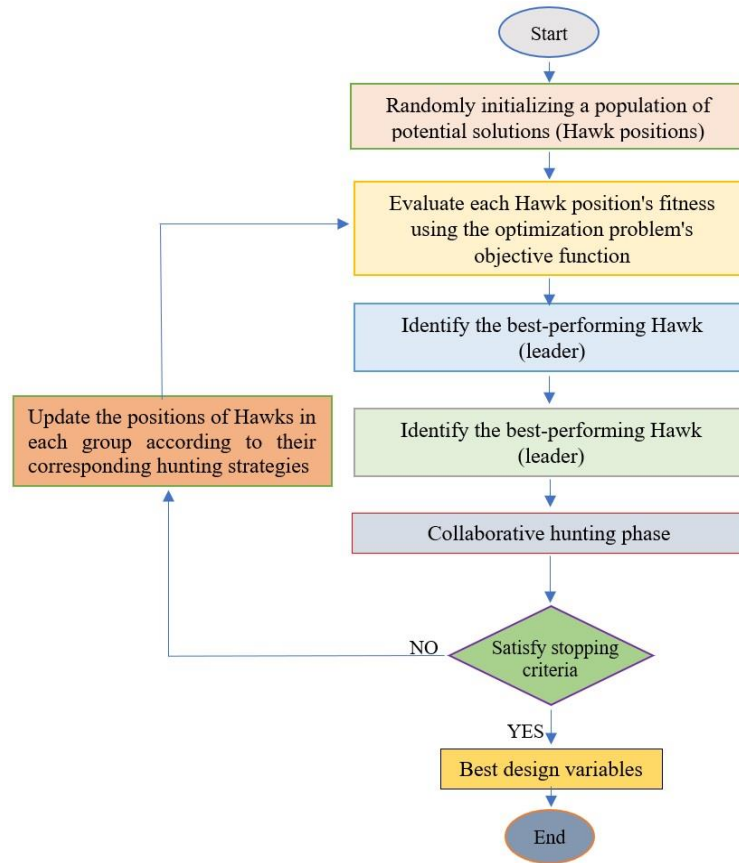 Start
Randomly initializing a population of
potential solutions (Hawk positions)
Evaluate each Hawk position's fitness
using the optimization problem's
objective function
Identify the best-performing Hawk
(leader)
Update the positions of Hawks in
each group according to their
corresponding hunting strategies
Identify the best-performing Hawk
(leader)
Collaborative hunting phase
NO
Satisfy stopping
criteria
YES
Best design variables
End